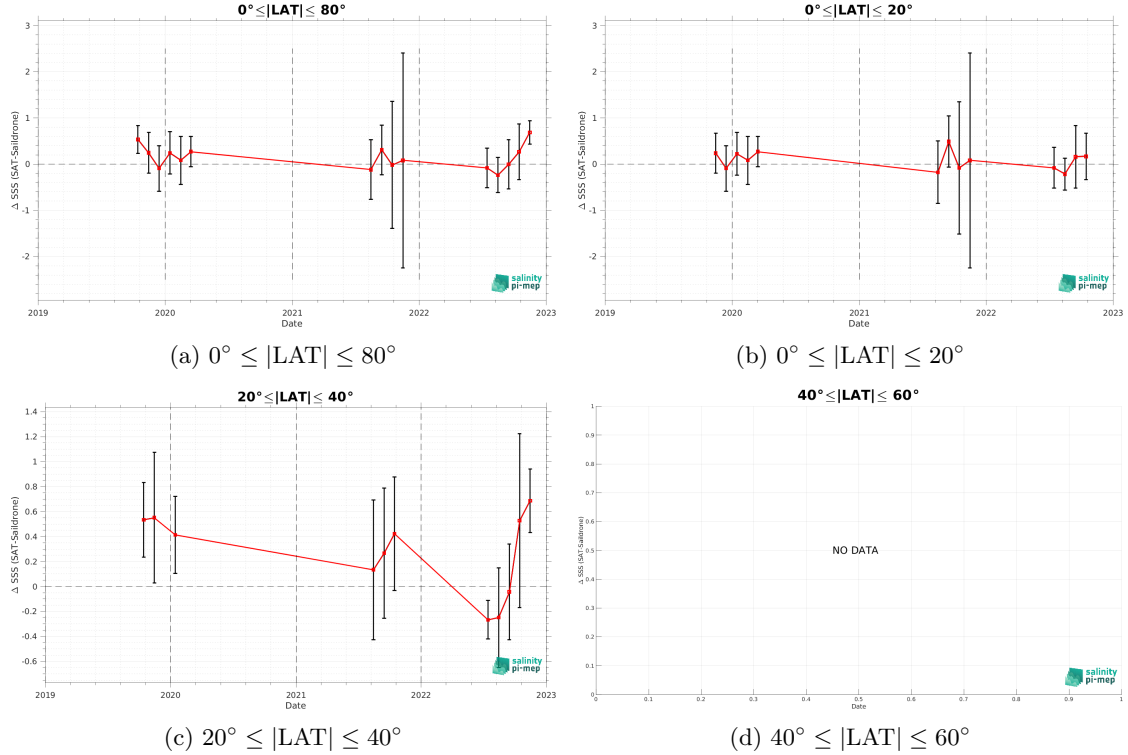 0°≤|LAT|≤ 80°
3
2
1
0
-1
-2
Δ SSS (SAT-Saildrone)
2019
2020
2021
2022
2023
Date
salinity
pi-mep
(a) 0° ≤ |LAT| ≤ 80°
0°≤|LAT|≤ 20°
3
2
1
0
-1
-2
Δ SSS (SAT-Saildrone)
2020
2021
2022
2023
Date
salinity
pi-mep
(b) 0° ≤ |LAT| ≤ 20°
20°≤|LAT|≤ 40°
1.4
1.2
1
0.8
0.6
0.4
0.2
0
-0.2
-0.4
-0.6
Δ SSS (SAT-Saildrone)
2019
2020
2021
2022
2023
Date
salinity
pi-mep
(c) 20° ≤ |LAT| ≤ 40°
40°≤|LAT|≤ 60°
1
0.9
0.8
0.7
0.6
0.5
0.4
0.3
0.2
0.1
0
Δ SSS (SAT-Saildrone)
NO DATA
0
0.1
0.2
0.3
0.4
0.5
0.6
0.7
0.8
0.9
1
Date
salinity
pi-mep
(d) 40° ≤ |LAT| ≤ 60°